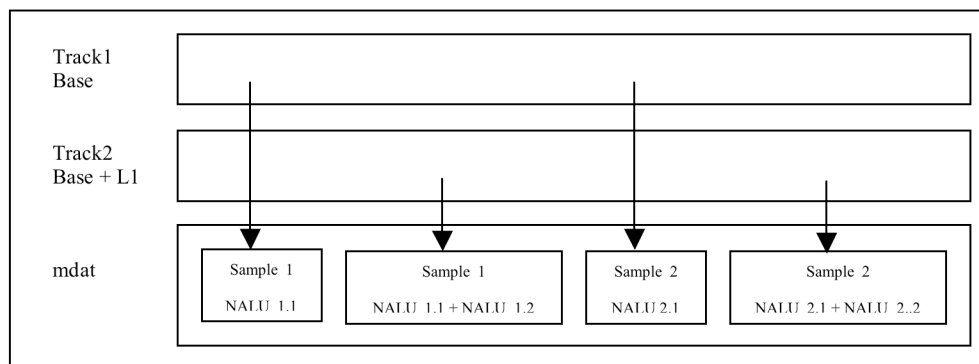 Track1
Base
Track2
Base + L1
mdat
Sample 1
NALU 1.1
Sample 1
NALU 1.1 + NALU 1.2
Sample 2
NALU 2.1
Sample 2
NALU 2.1 + NALU 2..2